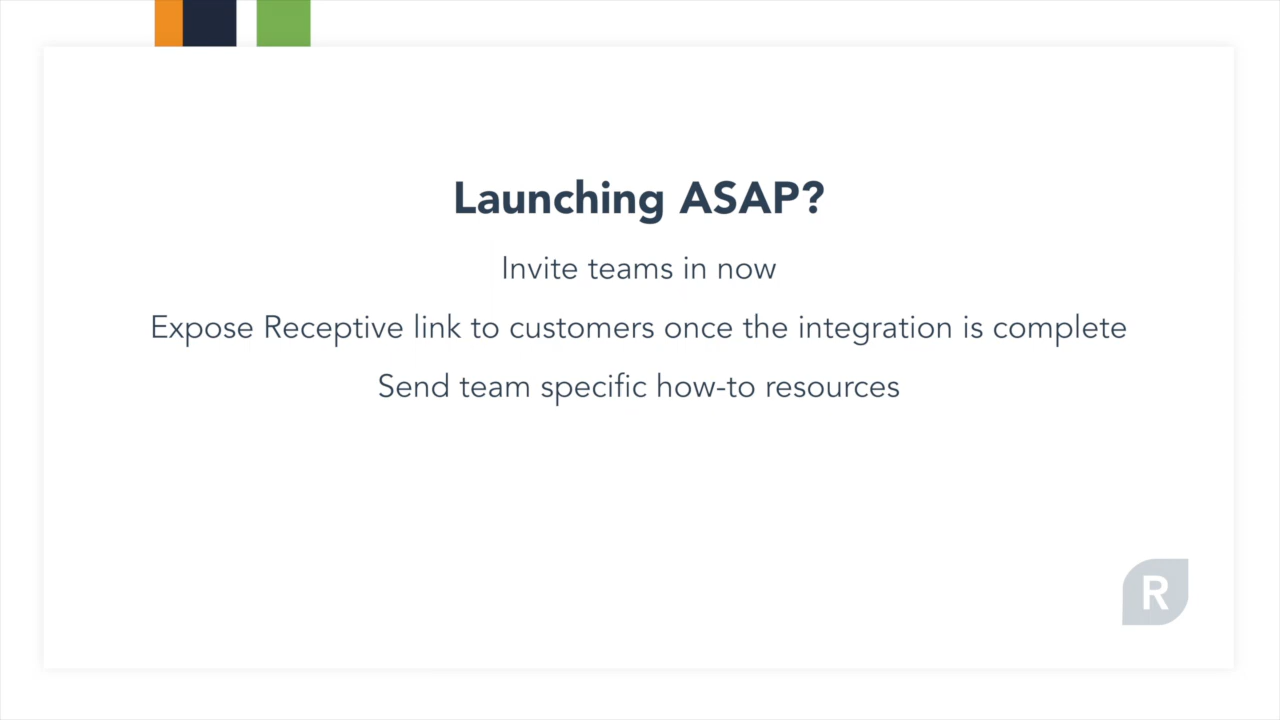 Launching ASAP?
Invite teams in now
Expose Receptive link to customers once the integration is complete
Send team specific how-to resources
R